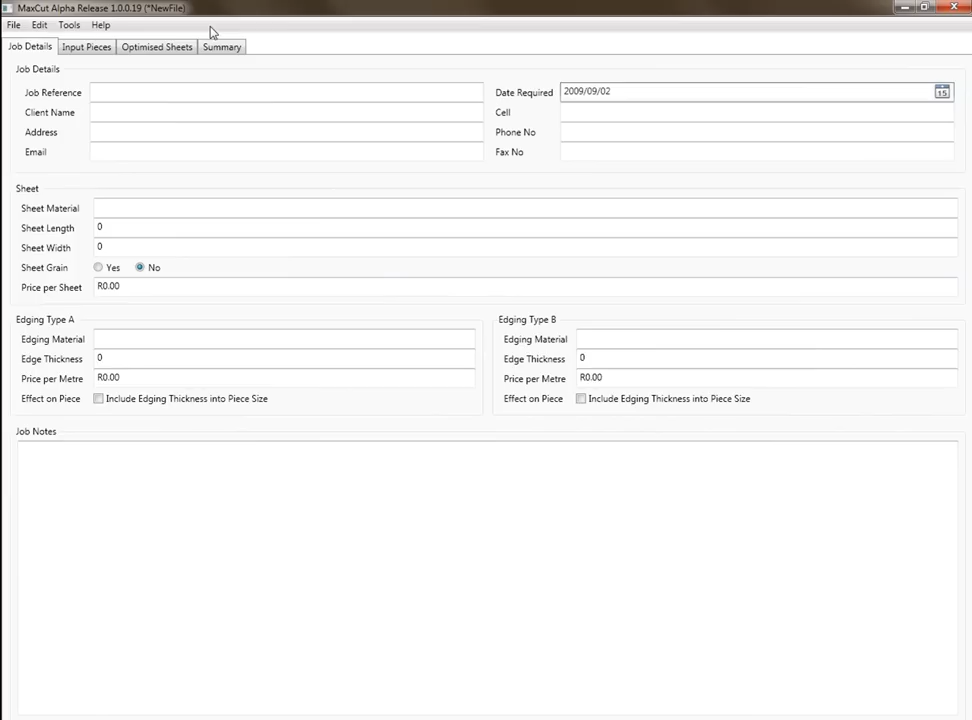 MaxCut Alpha Release 1.0.0.19 (*NewFile)
File Edit Tools Help
Job Details Input Pieces Optimised Sheets Summary
Job Details
Job Reference Date Required 2009/09/02 15
Client Name Cell
Address Phone No
Email Fax No
Sheet
Sheet Material
Sheet Length 0
Sheet Width 0
Sheet Grain Yes No
Price per Sheet R0.00
Edging Type A Edging Type B
Edging Material Edging Material
Edge Thickness 0 Edge Thickness 0
Price per Metre R0.00 Price per Metre R0.00
Effect on Piece Include Edging Thickness into Piece Size Effect on Piece Include Edging Thickness into Piece Size
Job Notes